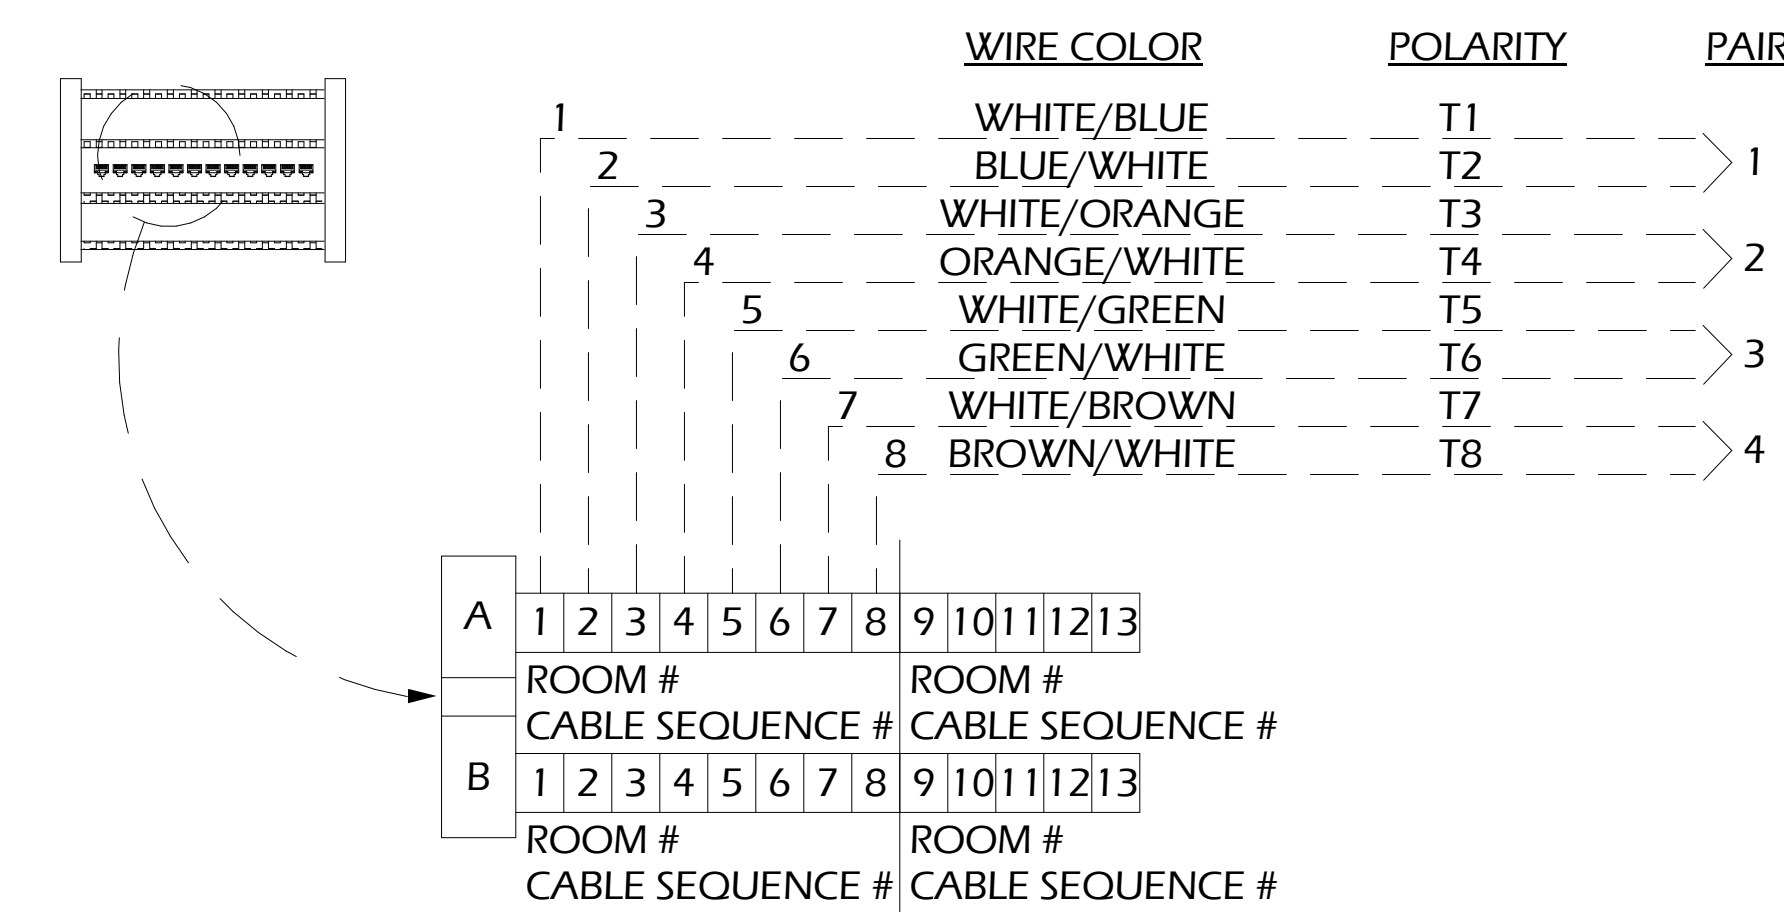 WIRE COLOR POLARITY PAIR
1 WHITE/BLUE T1
1
2 BLUE/WHITE T2
3 WHITE/ORANGE T3
2
4 ORANGE/WHITE T4
5 WHITE/GREEN T5
3
6 GREEN/WHITE T6
7 WHITE/BROWN T7
4
8 BROWN/WHITE T8
A 1 2 3 4 5 6 7 8 9 10 11 12 13
ROOM # ROOM #
CABLE SEQUENCE # CABLE SEQUENCE #
B 1 2 3 4 5 6 7 8 9 10 11 12 13
ROOM # ROOM #
CABLE SEQUENCE # CABLE SEQUENCE #